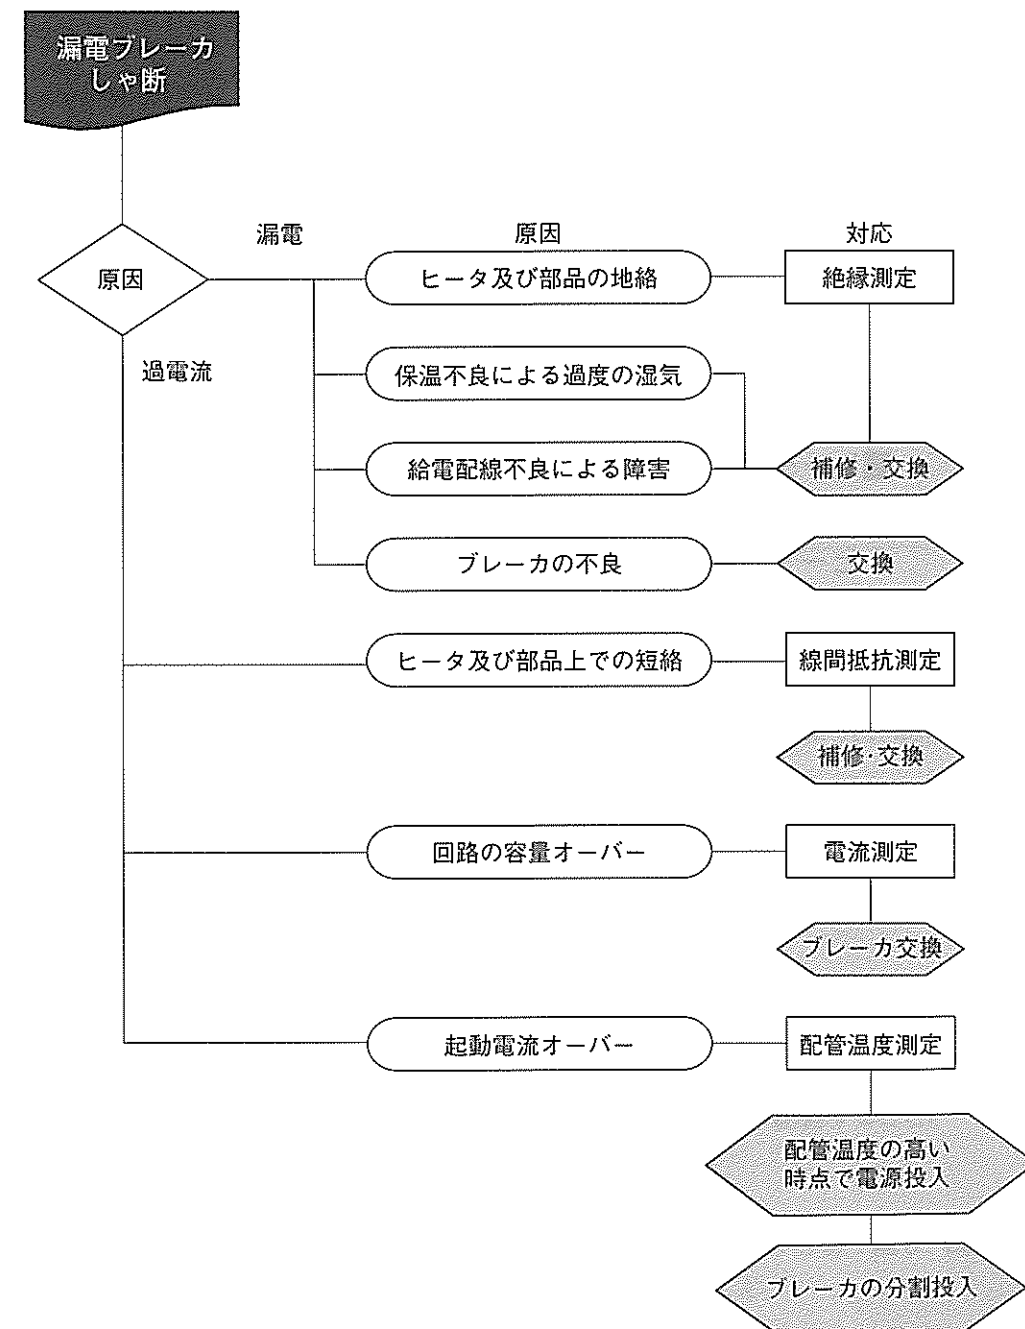 漏電ブレーカ
しゃ断
漏電
原因
対応
原因
ヒータ及び部品の地絡
絶縁測定
過電流
保温不良による過度の湿気
給電配線不良による障害
補修・交換
ブレーカの不良
交換
ヒータ及び部品上での短絡
線間抵抗測定
補修・交換
回路の容量オーバー
電流測定
ブレーカ交換
起動電流オーバー
配管温度測定
配管温度の高い
時点で電源投入
ブレーカの分割投入